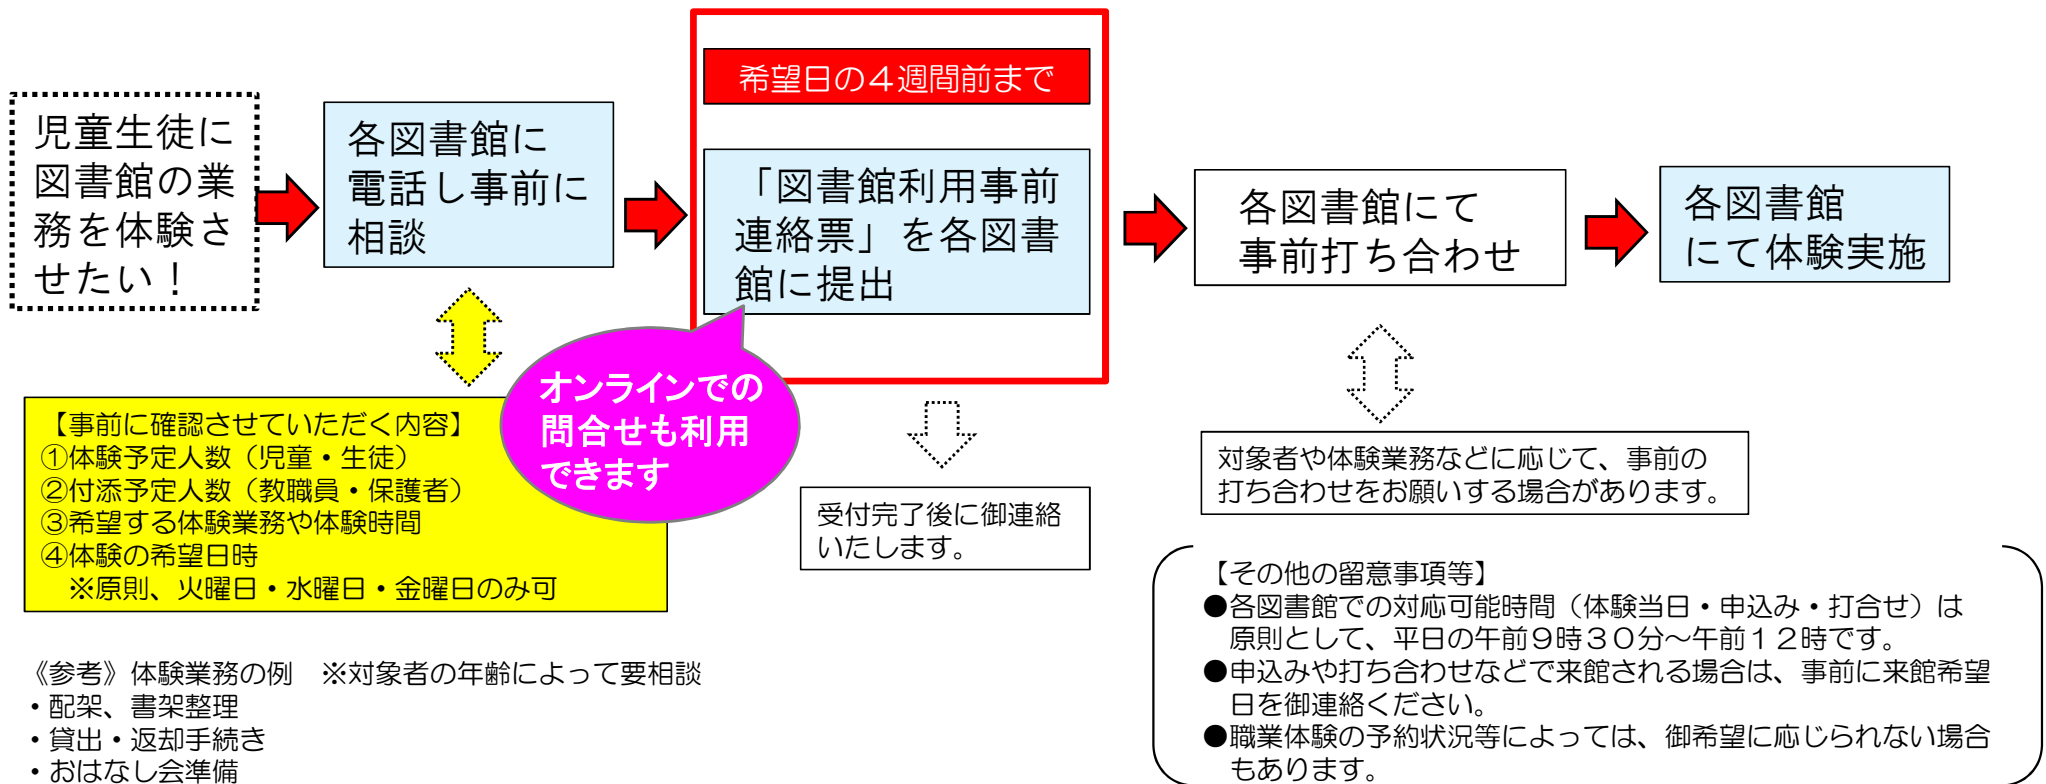 児童生徒に
図書館の業
務を体験さ
せたい！
各図書館に
電話し事前に
相談
希望日の４週間前まで
「図書館利用事前
連絡票」を各図書
館に提出
各図書館にて
事前打ち合わせ
各図書館
にて体験実施
オンラインでの
問合せも利用
できます
【事前に確認させていただく内容】
①体験予定人数（児童・生徒）
②付添予定人数（教職員・保護者）
③希望する体験業務や体験時間
④体験の希望日時
※原則、火曜日・水曜日・金曜日のみ可
受付完了後に御連絡
いたします。
対象者や体験業務などに応じて、事前の
打ち合わせをお願いする場合があります。
《参考》体験業務の例　※対象者の年齢によって要相談
・配架、書架整理
・貸出・返却手続き
・おはなし会準備
【その他の留意事項等】
●各図書館での対応可能時間（体験当日・申込み・打合せ）は
原則として、平日の午前９時３０分～午前１２時です。
●申込みや打ち合わせなどで来館される場合は、事前に来館希望
日を御連絡ください。
●職業体験の予約状況等によっては、御希望に応じられない場合
もあります。